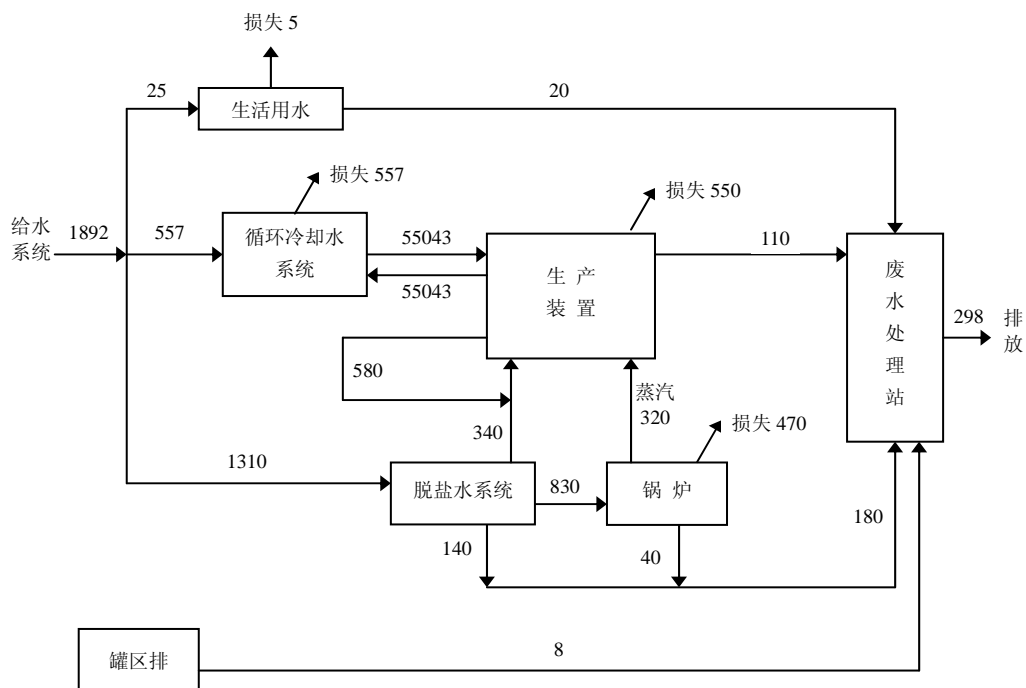 损失 5
25
生活用水
20
损失 557
损失 550
给水
系统
1892
557
循环冷却水
系统
55043
55043
生 产
装 置
110
废
水
处
理
站
298
排
放
580
340
蒸汽
320
损失 470
1310
脱盐水系统
830
锅 炉
180
140
40
罐区排
8